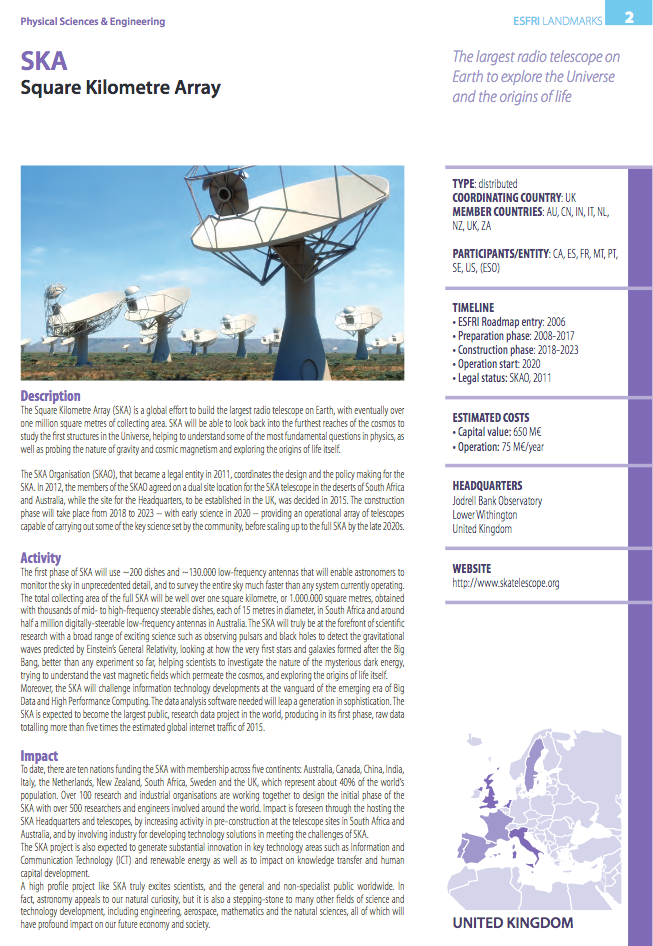 Physical Sciences & Engineering
ESFRI LANDMARKS 2
SKA
Square Kilometre Array
The largest radio telescope on
Earth to explore the Universe
and the origins of life
TYPE: distributed
COORDINATING COUNTRY: UK
MEMBER COUNTRIES: AU, CN, IN, IT, NL,
NZ, UK, ZA
PARTICIPANTS/ENTITY: CA, ES, FR, MT, PT,
SE, US, (ESO)
TIMELINE
• ESFRI Roadmap entry: 2006
• Preparation phase: 2008-2017
• Construction phase: 2018-2023
• Operation start: 2020
• Legal status: SKAO, 2011
ESTIMATED COSTS
• Capital value: 650 M€
• Operation: 75 M€/year
HEADQUARTERS
Jodrell Bank Observatory
Lower Withington
United Kingdom
WEBSITE
http://www.skatelescope.org
Description
The Square Kilometre Array (SKA) is a global effort to build the largest radio telescope on Earth, with eventually over
one million square metres of collecting area. SKA will be able to look back into the furthest reaches of the cosmos to
study the first structures in the Universe, helping to understand some of the most fundamental questions in physics, as
well as probing the nature of gravity and cosmic magnetism and exploring the origins of life itself.
The SKA Organisation (SKAO), that became a legal entity in 2011, coordinates the design and the policy making for the
SKA. In 2012, the members of the SKAO agreed on a dual site location for the SKA telescope in the deserts of South Africa
and Australia, while the site for the Headquarters, to be established in the UK, was decided in 2015. The construction
phase will take place from 2018 to 2023 – with early science in 2020 – providing an operational array of telescopes
capable of carrying out some of the key science set by the community, before scaling up to the full SKA by the late 2020s.
Activity
The first phase of SKA will use ~200 dishes and ~130.000 low-frequency antennas that will enable astronomers to
monitor the sky in unprecedented detail, and to survey the entire sky much faster than any system currently operating.
The total collecting area of the full SKA will be well over one square kilometre, or 1.000.000 square metres, obtained
with thousands of mid- to high-frequency steerable dishes, each of 15 metres in diameter, in South Africa and around
half a million digitally-steerable low-frequency antennas in Australia. The SKA will truly be at the forefront of scientific
research with a broad range of exciting science such as observing pulsars and black holes to detect the gravitational
waves predicted by Einstein's General Relativity, looking at how the very first stars and galaxies formed after the Big
Bang, better than any experiment so far, helping scientists to investigate the nature of the mysterious dark energy,
trying to understand the vast magnetic fields which permeate the cosmos, and exploring the origins of life itself.
Moreover, the SKA will challenge information technology developments at the vanguard of the emerging era of Big
Data and High Performance Computing. The data analysis software needed will leap a generation in sophistication. The
SKA is expected to become the largest public, research data project in the world, producing in its first phase, raw data
totalling more than five times the estimated global internet traffic of 2015.
Impact
To date, there are ten nations funding the SKA with membership across five continents: Australia, Canada, China, India,
Italy, the Netherlands, New Zealand, South Africa, Sweden and the UK, which represent about 40% of the world's
population. Over 100 research and industrial organisations are working together to design the initial phase of the
SKA with over 500 researchers and engineers involved around the world. Impact is foreseen through the hosting the
SKA Headquarters and telescopes, by increasing activity in pre-construction at the telescope sites in South Africa and
Australia, and by involving industry for developing technology solutions in meeting the challenges of SKA.
The SKA project is also expected to generate substantial innovation in key technology areas such as Information and
Communication Technology (ICT) and renewable energy as well as to impact on knowledge transfer and human
capital development.
A high profile project like SKA truly excites scientists, and the general and non-specialist public worldwide. In
fact, astronomy appeals to our natural curiosity, but it is also a stepping-stone to many other fields of science and
technology development, including engineering, aerospace, mathematics and the natural sciences, all of which will
have profound impact on our future economy and society.
UNITED KINGDOM